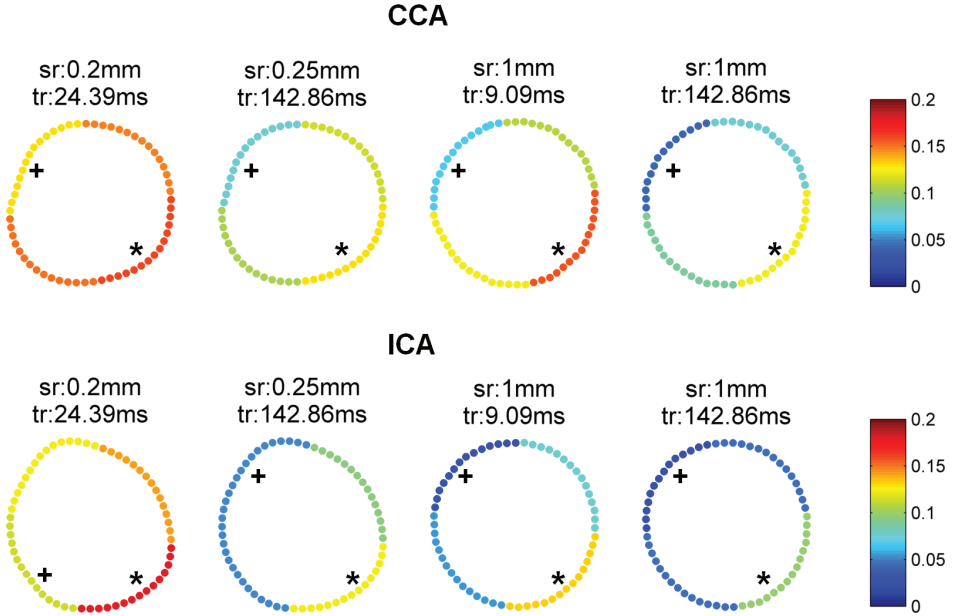 CCA
sr:0.2mm
tr:24.39ms
sr:0.25mm
tr:142.86ms
sr:1mm
tr:9.09ms
sr:1mm
tr:142.86ms
+
*
+
*
+
*
+
*
0.2
0.15
0.1
0.05
0
ICA
sr:0.2mm
tr:24.39ms
sr:0.25mm
tr:142.86ms
sr:1mm
tr:9.09ms
sr:1mm
tr:142.86ms
+
*
+
*
+
*
+
*
0.2
0.15
0.1
0.05
0